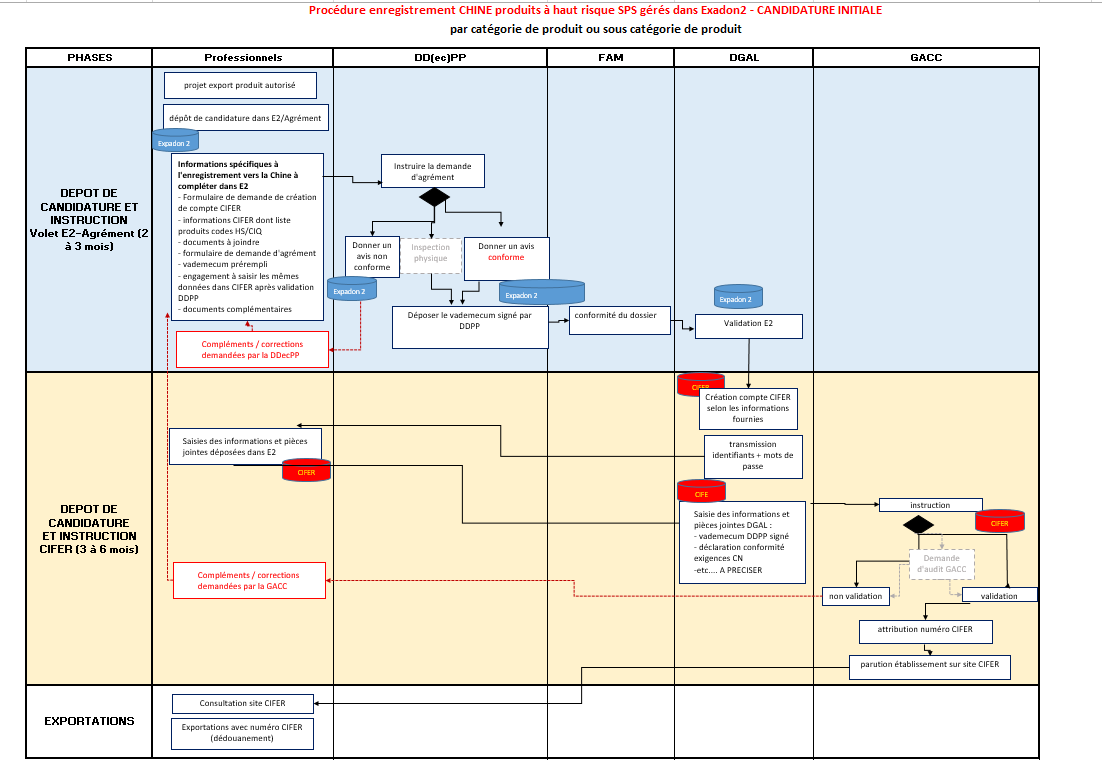 Procédure enregistrement CHINE produits à haut risque SPS gérés dans Exadon2 - CANDIDATURE INITIALE
par catégorie de produit ou sous catégorie de produit
PHASES
Professionnels
DD(ec)PP
FAM
DGAL
GACC
DEPOT DE
CANDIDATURE ET
INSTRUCTION
Volet E2-Agrément (2
à 3 mois)
projet export produit autorisé
dépôt de candidature dans E2/Agrément
Expadon 2
Informations spécifiques à
l'enregistrement vers la Chine à
compléter dans E2
- Formulaire de demande de création
de compte CIFER
- informations CIFER dont liste
produits codes HS/CIQ
- documents à joindre
- formulaire de demande d'agrément
- vademecum prérempli
- engagement à saisir les mêmes
données dans CIFER après validation
DDPP
- documents complémentaires
Compléments / corrections
demandées par la DDecPP
Instruire la demande
d'agrément
Donner un
avis non
conforme
Inspection
physique
Donner un avis
conforme
Expadon 2
Expadon 2
Déposer le vademecum signé par
DDPP
conformité du dossier
Expadon 2
Validation E2
DEPOT DE
CANDIDATURE
ET INSTRUCTION
CIFER (3 à 6 mois)
CIFER
Création compte CIFER
selon les informations
fournies
transmission
identifiants + mots de
passe
Saisies des informations et pièces
jointes déposées dans E2
CIFER
CIFE
Saisie des informations et
pièces jointes DGAL :
- vademecum DDPP signé
- déclaration conformité
exigences CN
-etc.... A PRECISER
instruction
CIFER
Demande
d'audit GACC
non validation
validation
Compléments / corrections
demandées par la GACC
attribution numéro CIFER
parution établissement sur site CIFER
EXPORTATIONS
Consultation site CIFER
Exportations avec numéro CIFER
(dédouanement)